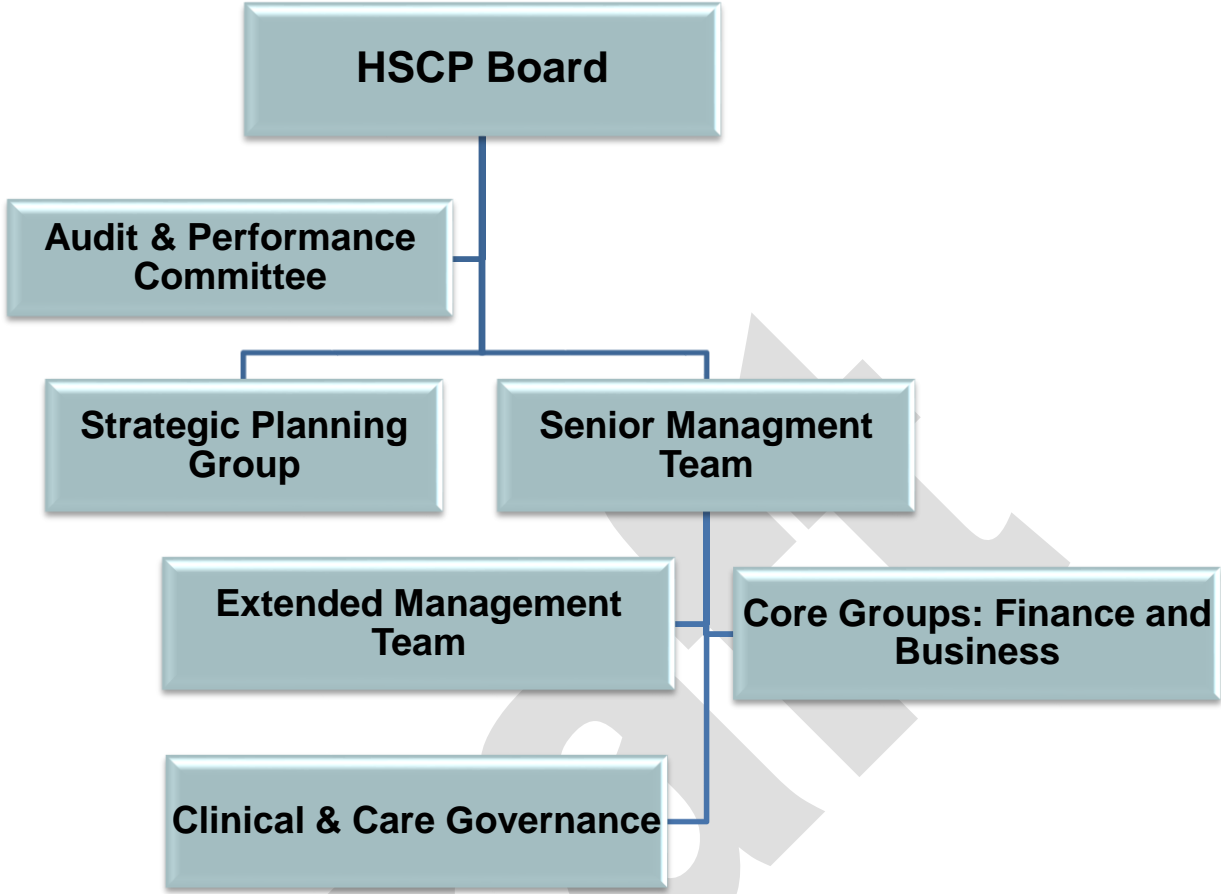 HSCP Board
Audit & Performance
Committee
Strategic Planning
Group
Senior Managment
Team
Extended Management
Team
Core Groups: Finance and
Business
Clinical & Care Governance